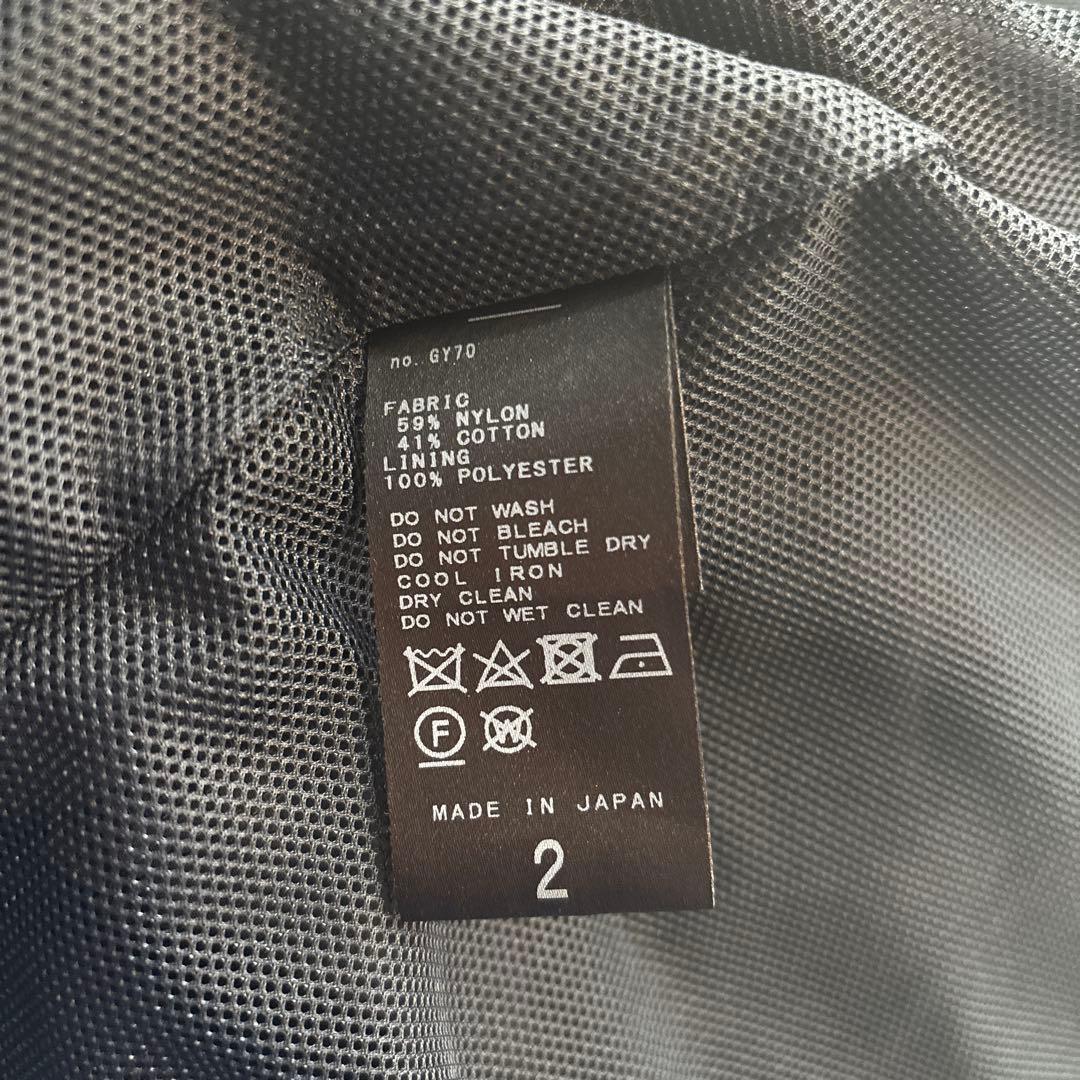 no. GY70
FABRIC
59% NYLON
41% COTTON
LINING
100% POLYESTER
DO NOT WASH
DO NOT BLEACH
DO NOT TUMBLE DRY
COOL IRON
DRY CLEAN
DO NOT WET CLEAN
F W
MADE IN JAPAN
2